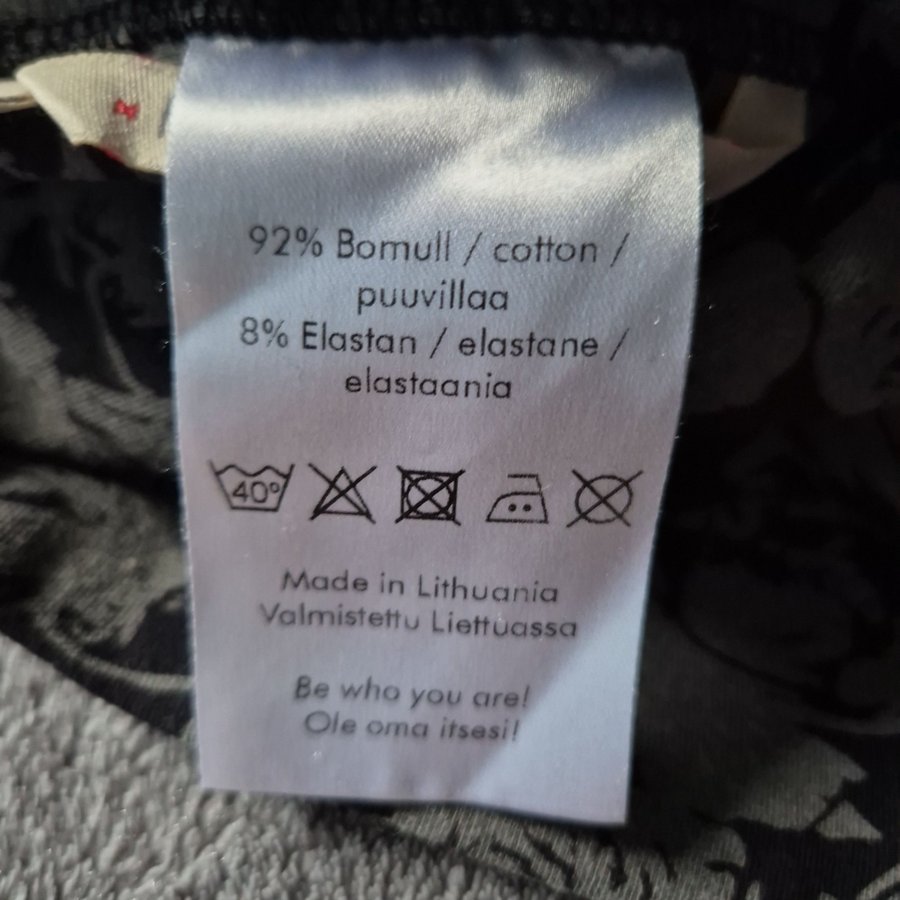 92% Bomull / cotton /
puuvillaa
8% Elastan / elastane /
elastaania
40°
Made in Lithuania
Valmistettu Liettuassa
Be who you are!
Ole oma itsesi!